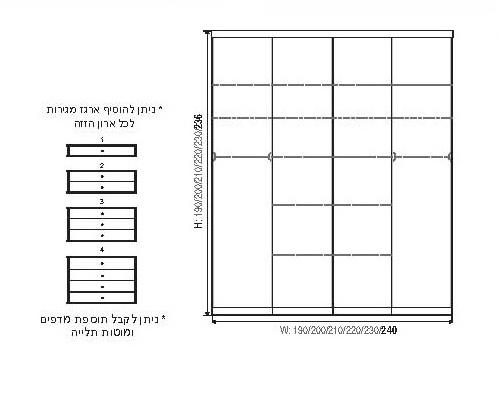 * ניתן להוסיף ארגז מגירות
לכל ארון הזזה
1
2
3
4
* ניתן לקבל תוספת מדפים
ומוטות תלייה
H: 190/200/210/220/230/236
W: 190/200/210/220/230/240